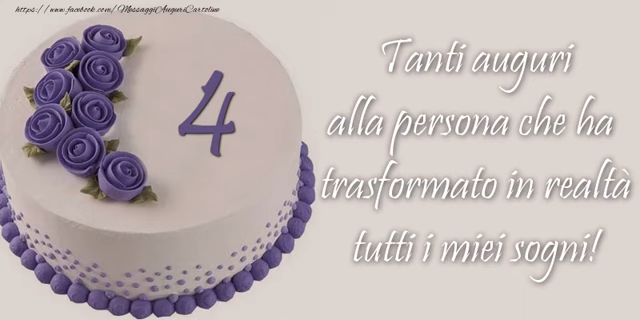 https://www.facebook.com/MessaggiAuguriCartoline
4
Tanti auguri
alla persona che ha
trasformato in realtà
tutti i miei sogni!